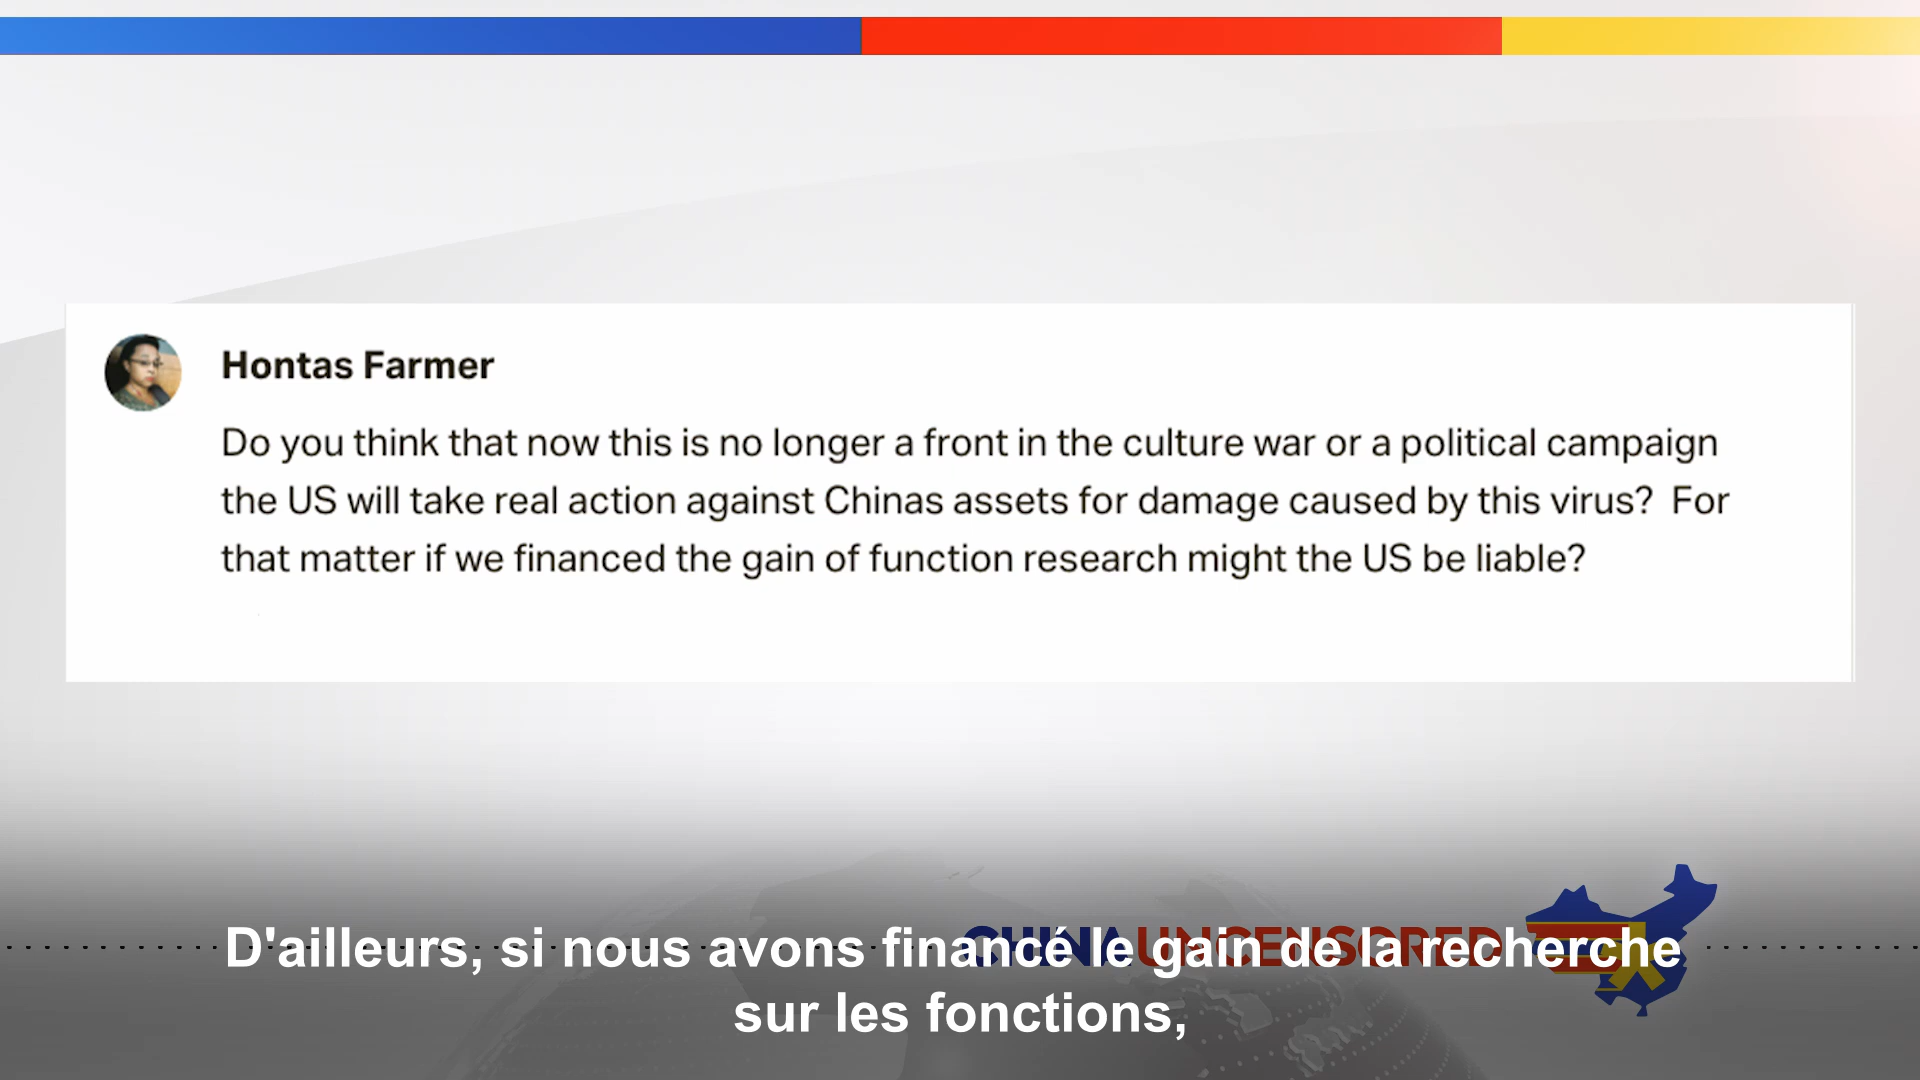 Hontas Farmer
Do you think that now this is no longer a front in the culture war or a political campaign
the US will take real action against Chinas assets for damage caused by this virus?  For
that matter if we financed the gain of function research might the US be liable?
CHINA UNCENSORED
D'ailleurs, si nous avons financé le gain de la recherche
sur les fonctions,